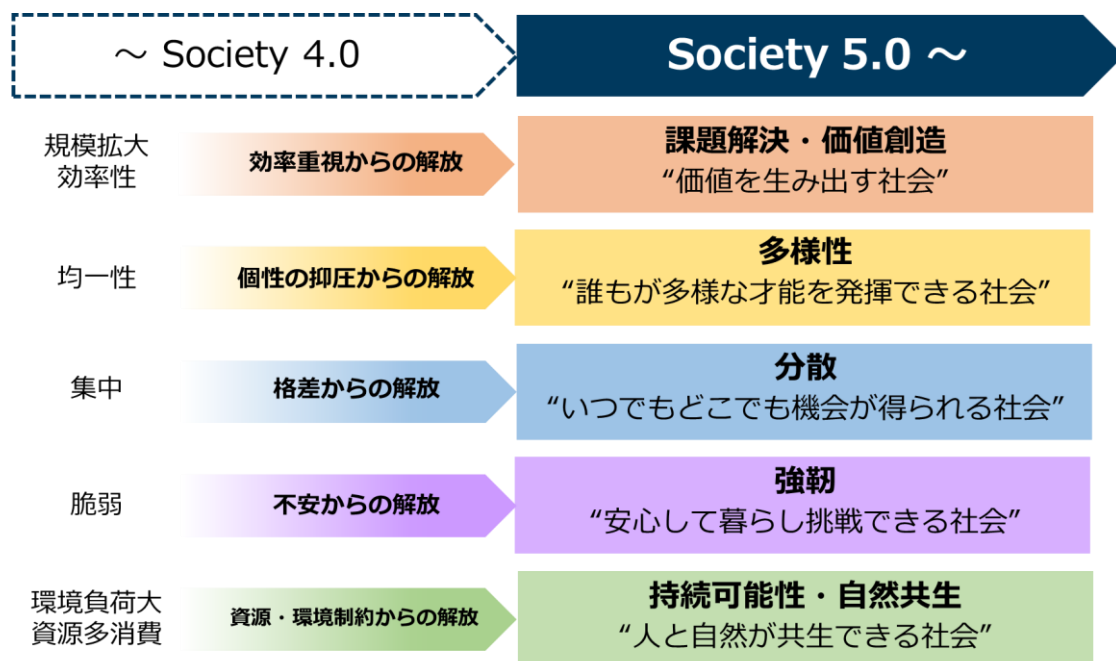 ～ Society 4.0
Society 5.0 ～
規模拡大
効率性
効率重視からの解放
課題解決・価値創造
“価値を生み出す社会”
均一性
個性の抑圧からの解放
多様性
“誰もが多様な才能を発揮できる社会”
集中
格差からの解放
分散
“いつでもどこでも機会が得られる社会”
脆弱
不安からの解放
強靭
“安心して暮らし挑戦できる社会”
環境負荷大
資源多消費
資源・環境制約からの解放
持続可能性・自然共生
“人と自然が共生できる社会”